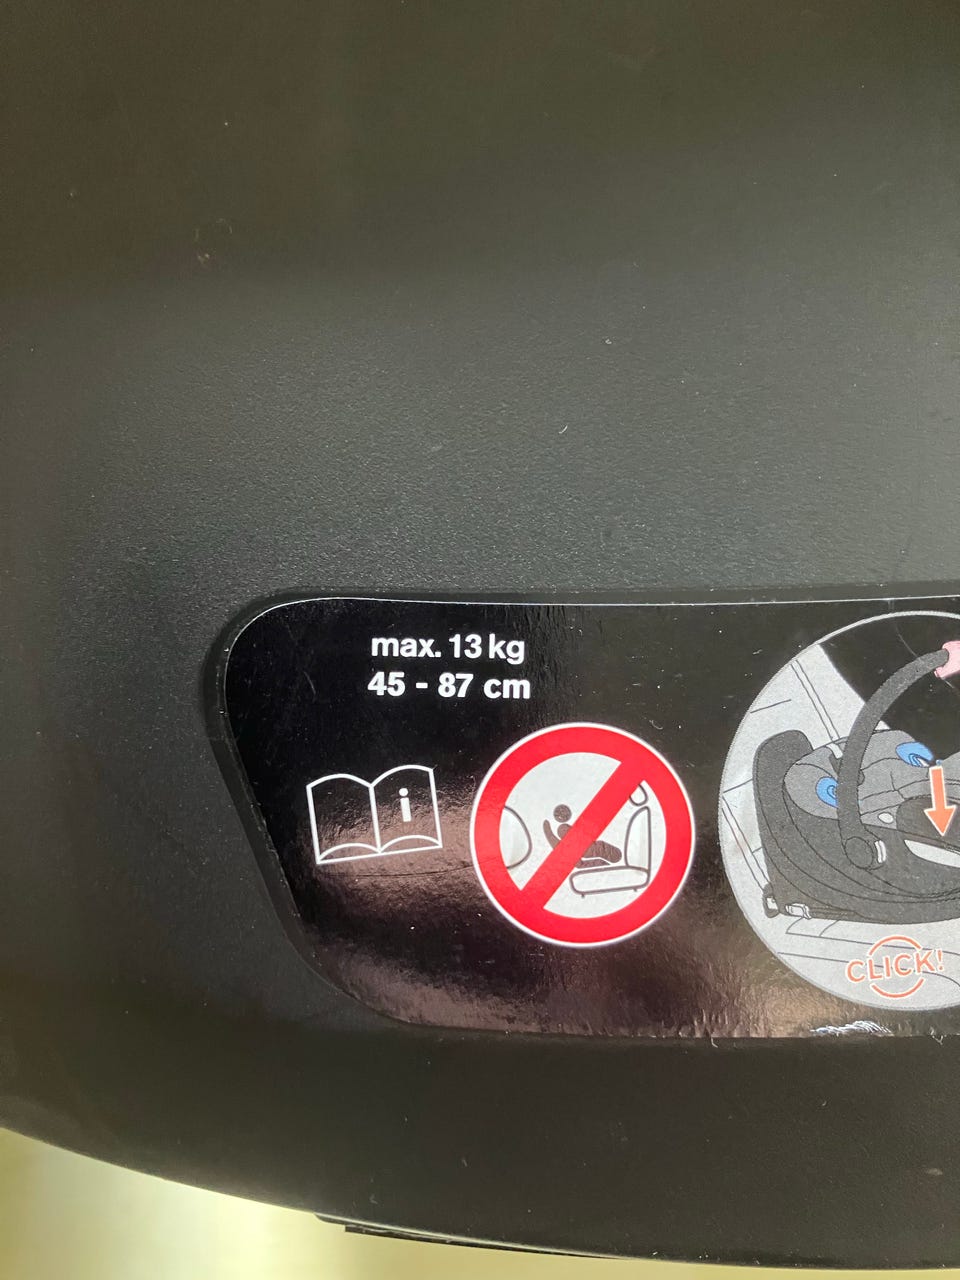 max. 13 kg
45 - 87 cm
i
CLICK!